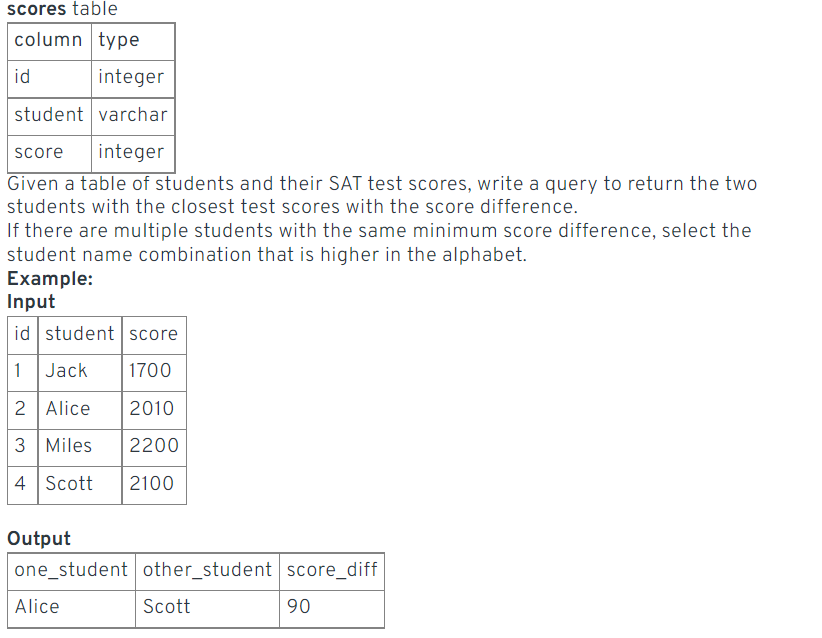 scores table
column type
id integer
student varchar
score integer
Given a table of students and their SAT test scores, write a query to return the two
students with the closest test scores with the score difference.
If there are multiple students with the same minimum score difference, select the
student name combination that is higher in the alphabet.
Example:
Input
id student score
1 Jack 1700
2 Alice 2010
3 Miles 2200
4 Scott 2100
Output
one_student other_student score_diff
Alice Scott 90